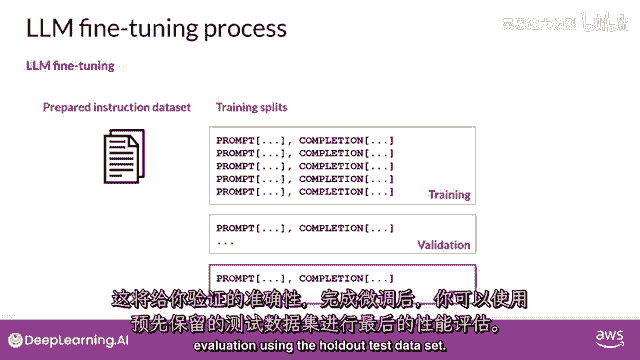 LLM fine-tuning process
LLM fine-tuning
Prepared instruction dataset
Training splits
PROMPT[...], COMPLETION[...]
PROMPT[...], COMPLETION[...]
PROMPT[...], COMPLETION[...]
PROMPT[...], COMPLETION[...]
PROMPT[...], COMPLETION[...]
Training
PROMPT[...], COMPLETION[...]
...
Validation
PROMPT[...], COMPLETION[...]
这将给你验证的准确性，完成微调后，你可以使用
预先保留的测试数据集进行最后的性能评估。
evaluation using the holdout test data set.
DeepLearning.AI
aws